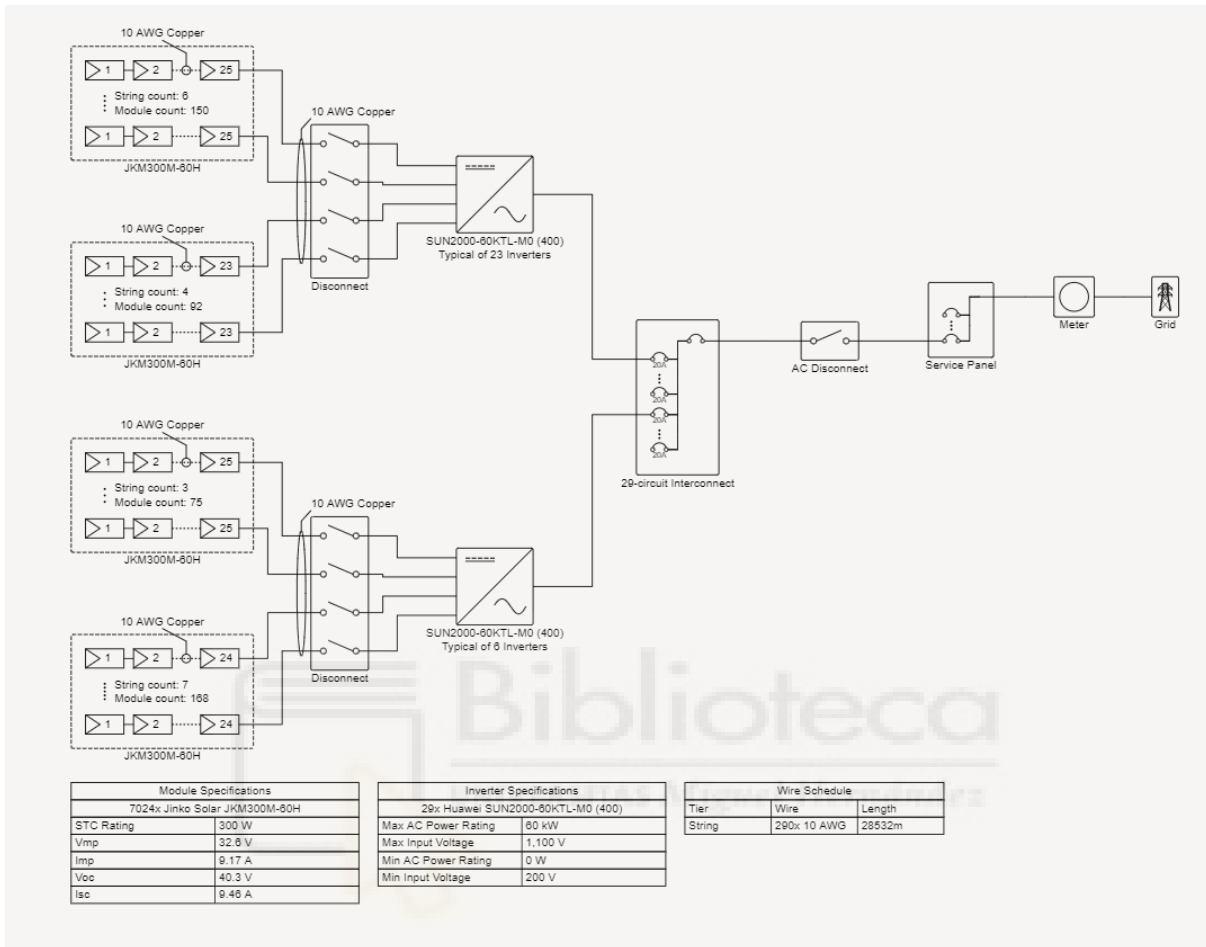 10 AWG Copper
1 2 25
String count: 6
Module count: 150
1 2 25
JKM300M-60H
10 AWG Copper
1 2 23
String count: 4
Module count: 92
1 2 23
JKM300M-60H
10 AWG Copper
Disconnect
SUN2000-60KTL-M0 (400)
Typical of 23 Inverters
10 AWG Copper
1 2 25
String count: 3
Module count: 75
1 2 25
JKM300M-60H
10 AWG Copper
1 2 24
String count: 7
Module count: 168
1 2 24
JKM300M-60H
10 AWG Copper
Disconnect
SUN2000-60KTL-M0 (400)
Typical of 6 Inverters
20A
20A
20A
20A
29-circuit Interconnect
AC Disconnect
Service Panel
Meter
Grid
Biblioteca
Module Specifications
7024x Jinko Solar JKM300M-60H
STC Rating 300 W
Vmp 32.6 V
Imp 9.17 A
Voc 40.3 V
Isc 9.46 A
Inverter Specifications
29x Huawei SUN2000-60KTL-M0 (400)
Max AC Power Rating 60 kW
Max Input Voltage 1,100 V
Min AC Power Rating 0 W
Min Input Voltage 200 V
Wire Schedule
Tier Wire Length
String 290x 10 AWG 28532m